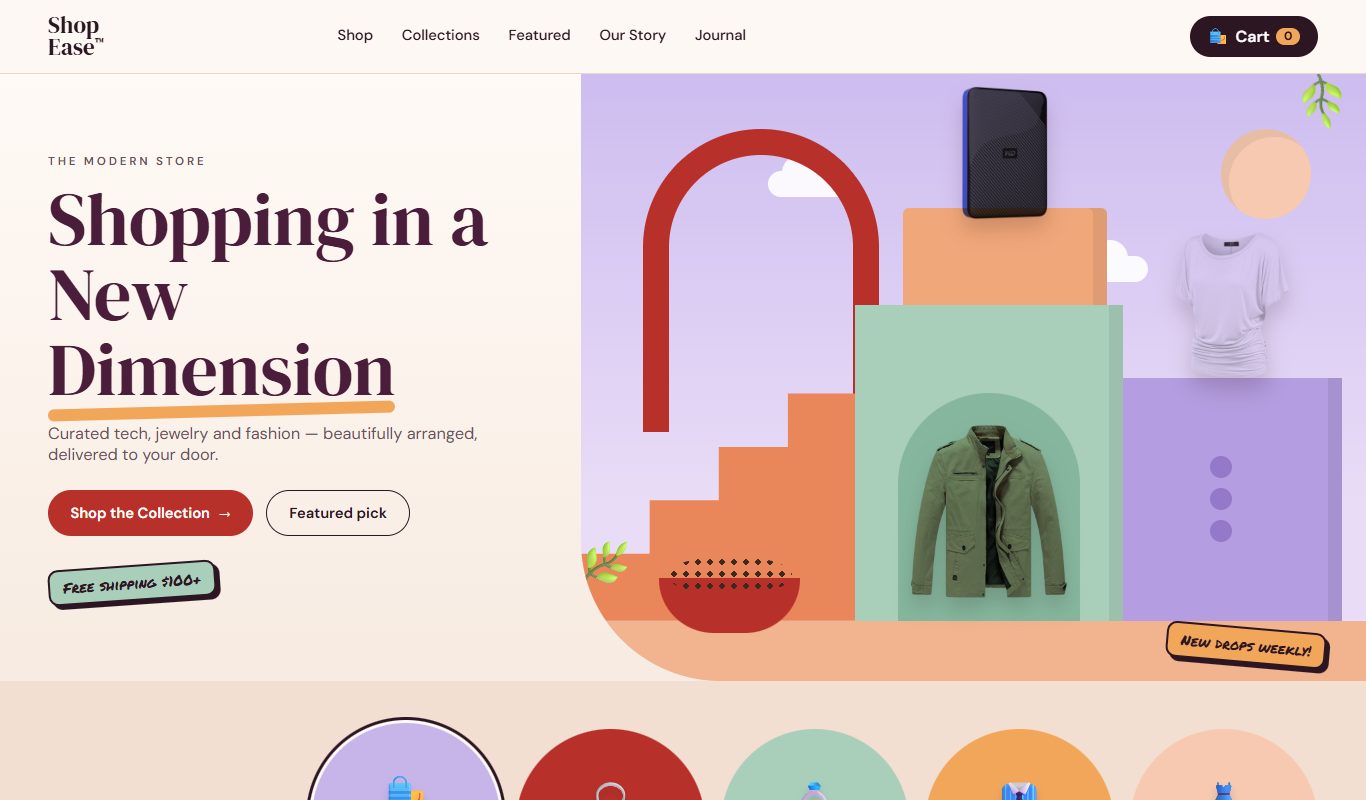 Shop
Ease™
Shop
Collections
Featured
Our Story
Journal
Cart 0
THE MODERN STORE
Shopping in a
New
Dimension
Curated tech, jewelry and fashion — beautifully arranged,
delivered to your door.
Shop the Collection →
Featured pick
Free shipping $100+
WD
New drops weekly!